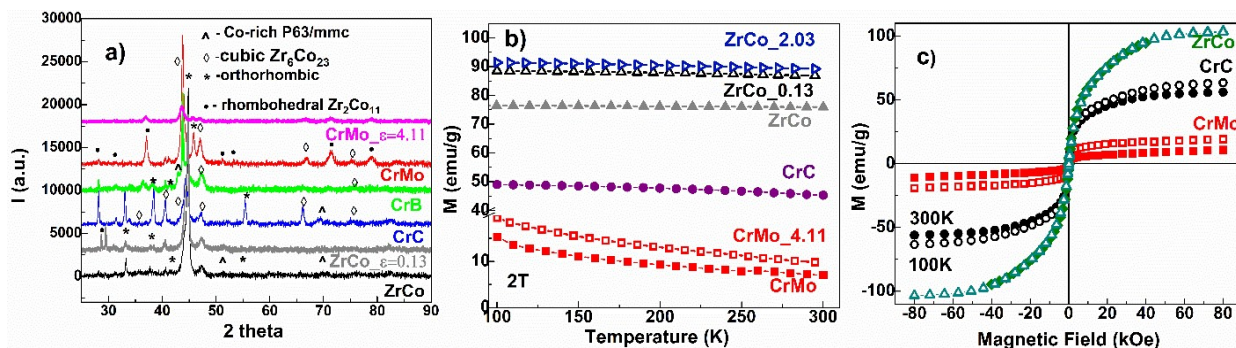 a)
I (a.u.)
30000
25000
20000
15000
10000
5000
0
^ - Co-rich P63/mmc
◊ -cubic Zr6Co23
* -orthorhombic
• - rhombohedral Zr2Co11
CrMo_ε=4.11
CrMo
CrB
CrC
ZrCo_ε=0.13
ZrCo
30 40 50 60 70 80 90
2 theta
b)
M (emu/g)
100
90
80
70
60
50
40
10
0
ZrCo_2.03
ZrCo_0.13
ZrCo
CrC
CrMo_4.11
CrMo
2T
100 150 200 250 300
Temperature (K)
c)
M (emu/g)
100
50
0
-50
-100
ZrCo
CrC
CrMo
300K
100K
-80 -40 0 40 80
Magnetic Field (kOe)